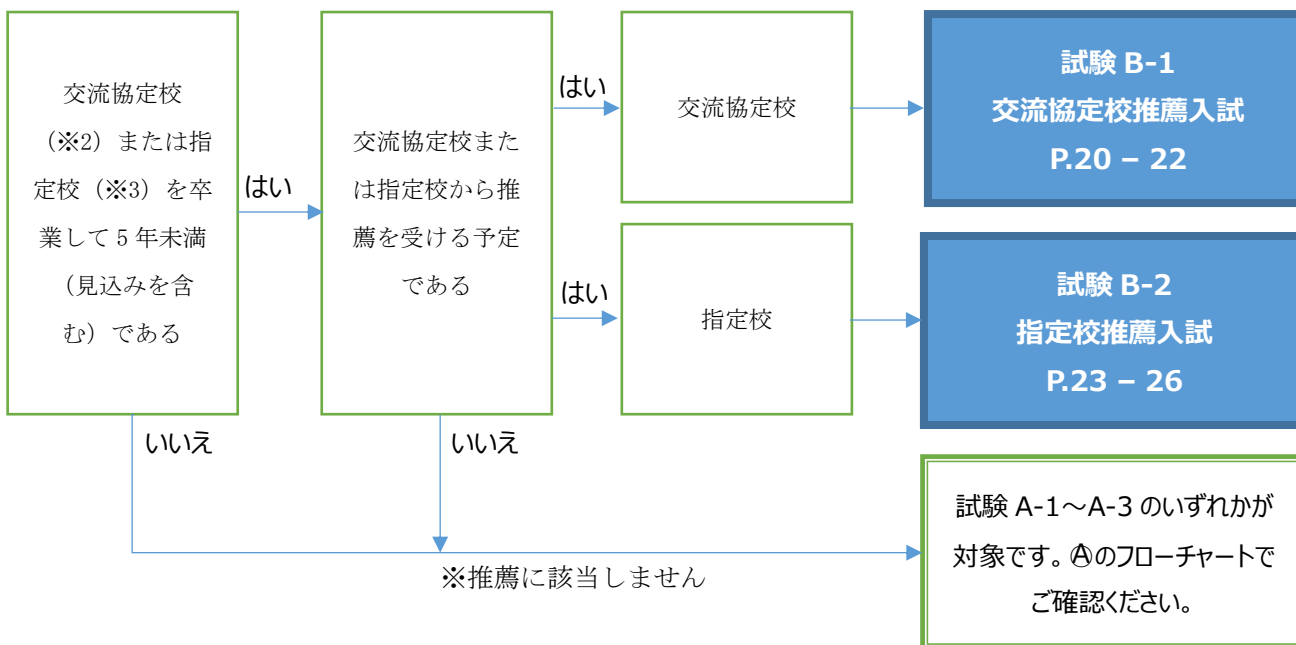 交流協定校
（※2）または指
定校（※3）を卒
業して 5 年未満
（見込みを含
む）である
はい
いいえ
交流協定校また
は指定校から推
薦を受ける予定
である
はい
はい
いいえ
交流協定校
指定校
試験 B-1
交流協定校推薦入試
P.20 – 22
試験 B-2
指定校推薦入試
P.23 – 26
※推薦に該当しません
試験 A-1～A-3 のいずれかが
対象です。Ⓐのフローチャートで
ご確認ください。